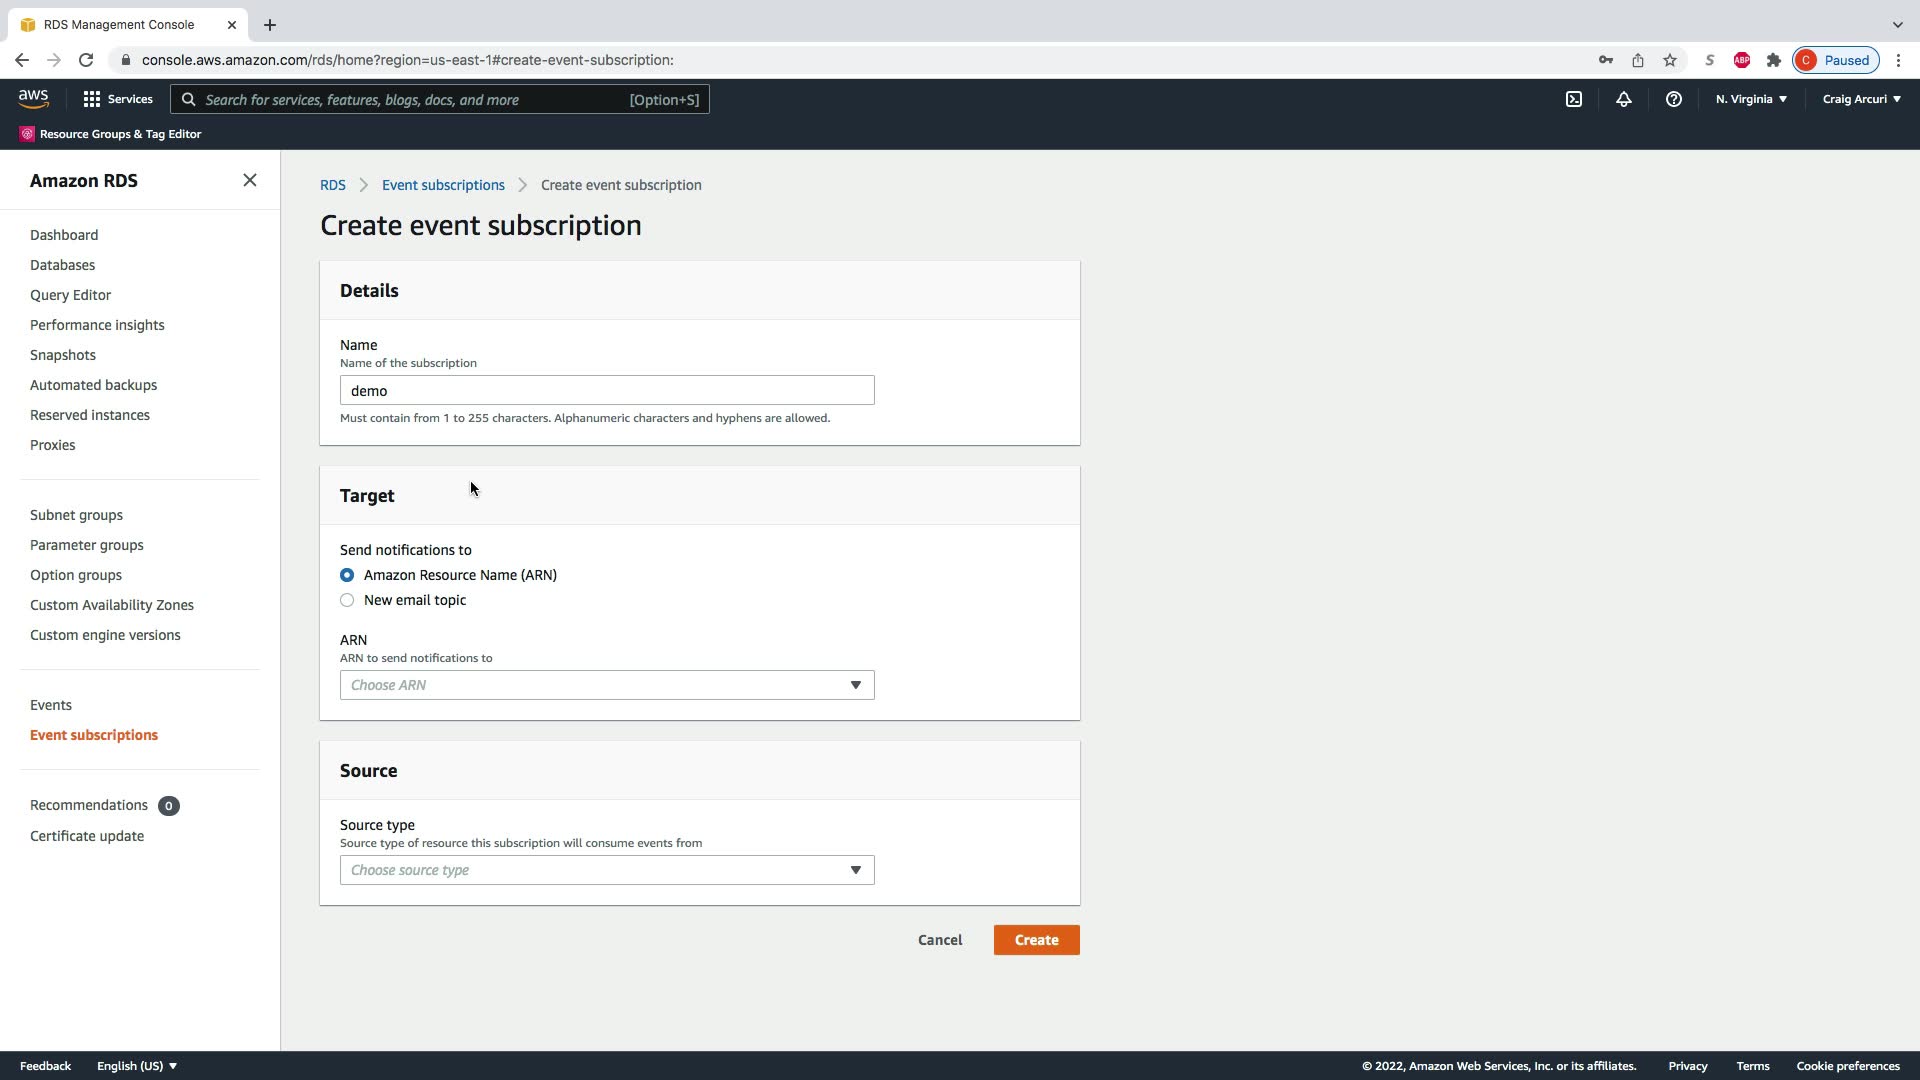 RDS Management Console
console.aws.amazon.com/rds/home?region=us-east-1#create-event-subscription:
S
ABP
C Paused
aws
Services
Search for services, features, blogs, docs, and more [Option+S]
N. Virginia
Craig Arcuri
Resource Groups & Tag Editor
Amazon RDS
Dashboard
Databases
Query Editor
Performance insights
Snapshots
Automated backups
Reserved instances
Proxies
Subnet groups
Parameter groups
Option groups
Custom Availability Zones
Custom engine versions
Events
Event subscriptions
Recommendations 0
Certificate update
RDS > Event subscriptions > Create event subscription
Create event subscription
Details
Name
Name of the subscription
demo
Must contain from 1 to 255 characters. Alphanumeric characters and hyphens are allowed.
Target
Send notifications to
Amazon Resource Name (ARN)
New email topic
ARN
ARN to send notifications to
Choose ARN
Source
Source type
Source type of resource this subscription will consume events from
Choose source type
Cancel
Create
Feedback
English (US)
© 2022, Amazon Web Services, Inc. or its affiliates.
Privacy
Terms
Cookie preferences